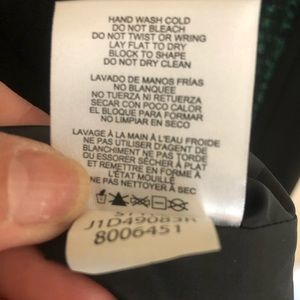 HAND WASH COLD
DO NOT BLEACH
DO NOT TWIST OR WRING
LAY FLAT TO DRY
BLOCK TO SHAPE
DO NOT DRY CLEAN
LAVADO DE MANOS FRÍAS
NO BLANQUEE
NO TUERZA NI RETUERZA
SECAR CON POCO CALOR
EL BLOQUE PARA FORMAR
NO LIMPIAR EN SECO
LAVAGE À LA MAIN À L'EAU FROIDE
NE PAS UTILISER D'AGENT DE
BLANCHIMENT NE PAS TORDRE
OU ESSORER SÉCHER À PLAT
ET REMETTRE EN FORME À
L'ÉTAT MOUILLÉ
NE PAS NETTOYER À SEC
J1D49083R
8006451